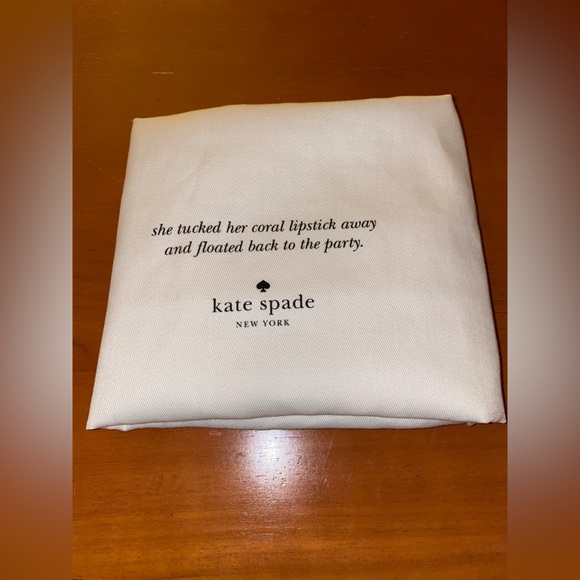 she tucked her coral lipstick away
and floated back to the party.
kate spade
NEW YORK